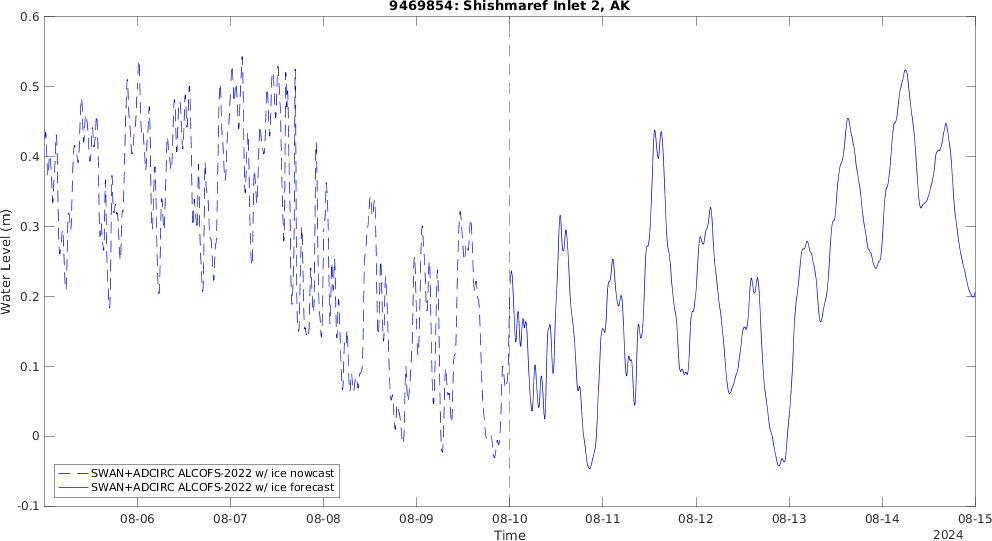 9469854: Shishmaref Inlet 2, AK
Water Level (m)
0.6
0.5
0.4
0.3
0.2
0.1
0
-0.1
SWAN+ADCIRC ALCOFS-2022 w/ ice nowcast
SWAN+ADCIRC ALCOFS-2022 w/ ice forecast
08-06 08-07 08-08 08-09 08-10 08-11 08-12 08-13 08-14 08-15
Time
2024